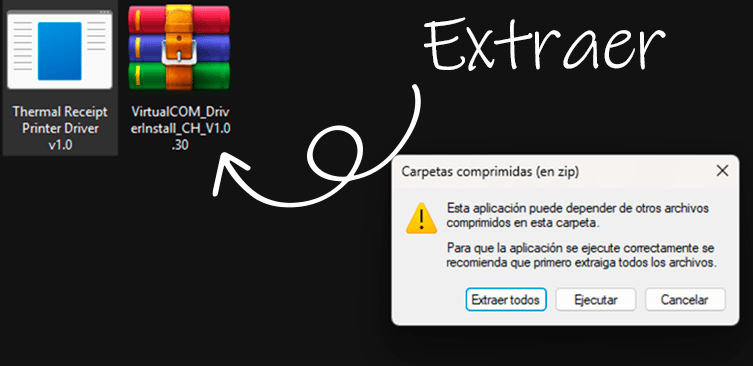 Extraer
Thermal Receipt
Printer Driver
v1.0
VirtualCOM_Driv
erInstall_CH_V1.0
.30
Carpetas comprimidas (en zip)
Esta aplicación puede depender de otros archivos
comprimidos en esta carpeta.
Para que la aplicación se ejecute correctamente se
recomienda que primero extraiga todos los archivos.
Extraer todos
Ejecutar
Cancelar